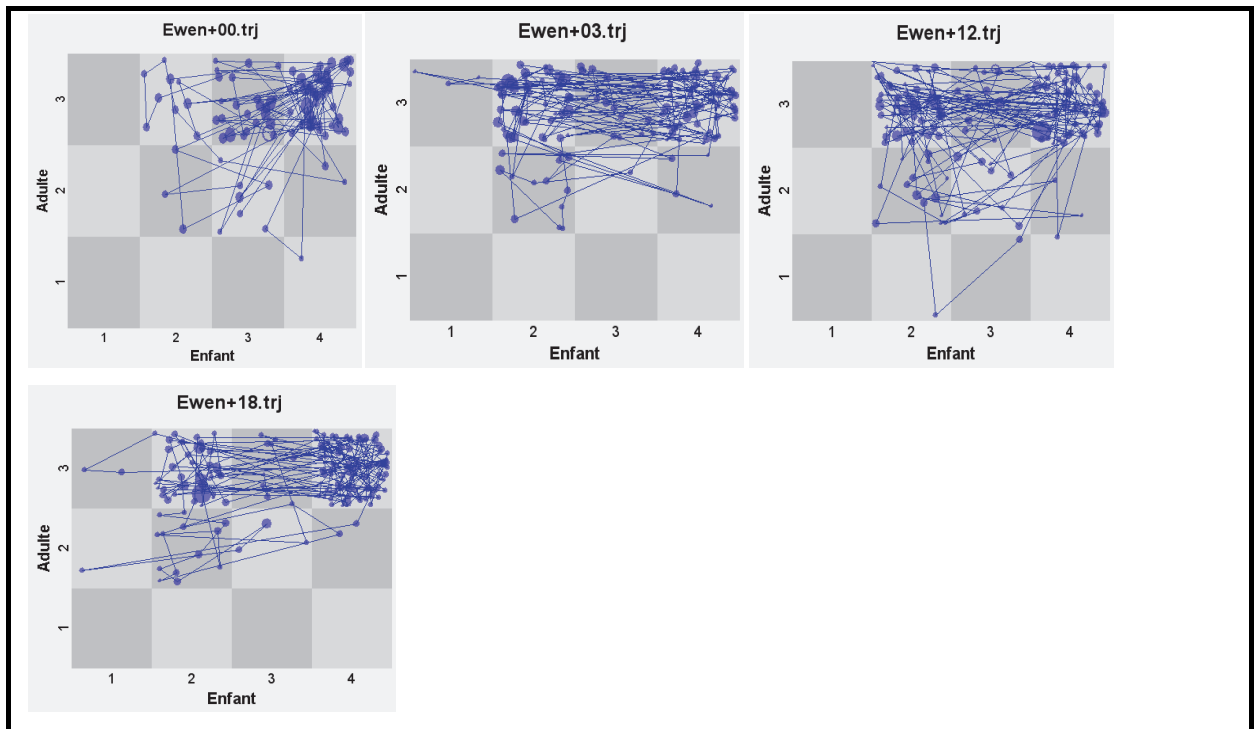 Ewen+00.trj
3
2
1
Adulte
1 2 3 4
Enfant
Ewen+03.trj
3
2
1
Adulte
1 2 3 4
Enfant
Ewen+12.trj
3
2
1
Adulte
1 2 3 4
Enfant
Ewen+18.trj
3
2
1
Adulte
1 2 3 4
Enfant